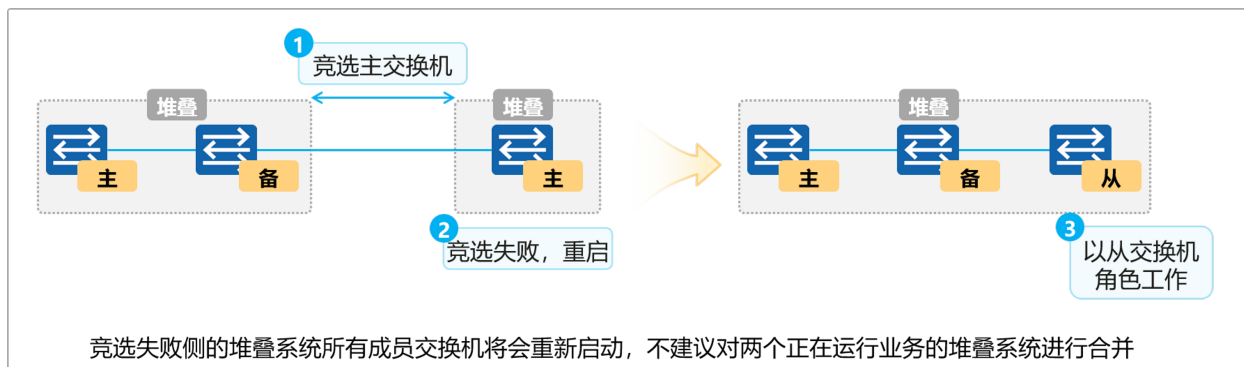 1
竞选主交换机
堆叠
堆叠
堆叠
主
备
主
主
备
从
2
竞选失败，重启
3
以从交换机
角色工作
竞选失败侧的堆叠系统所有成员交换机将会重新启动，不建议对两个正在运行业务的堆叠系统进行合并